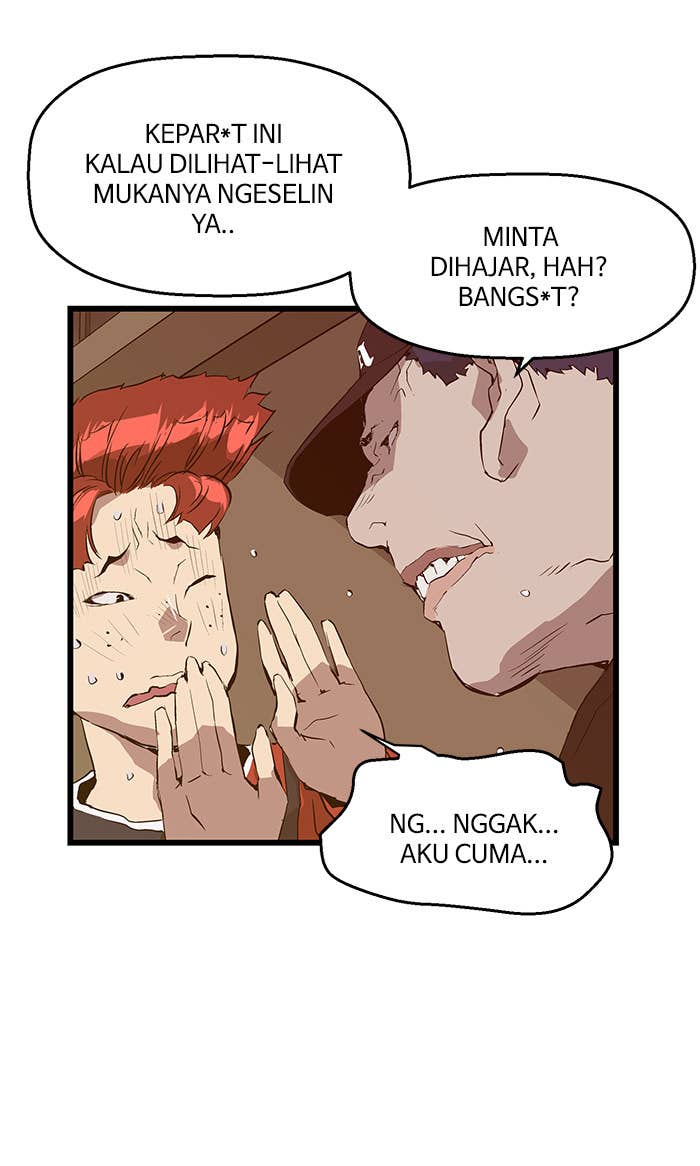 KEPAR*T INI
KALAU DILIHAT-LIHAT
MUKANYA NGESELIN
YA..
MINTA
DIHAJAR, HAH?
BANGS*T?
NG... NGGAK...
AKU CUMA...